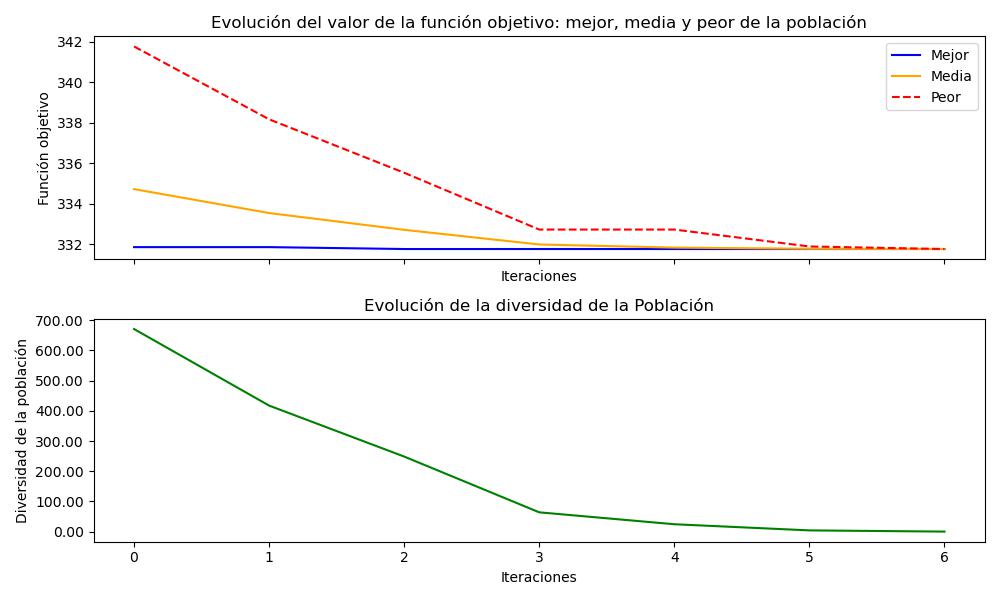 Evolución del valor de la función objetivo: mejor, media y peor de la población
342
340
338
336
334
332
Función objetivo
Mejor
Media
Peor
Iteraciones
Evolución de la diversidad de la Población
700.00
600.00
500.00
400.00
300.00
200.00
100.00
0.00
Diversidad de la población
0 1 2 3 4 5 6
Iteraciones